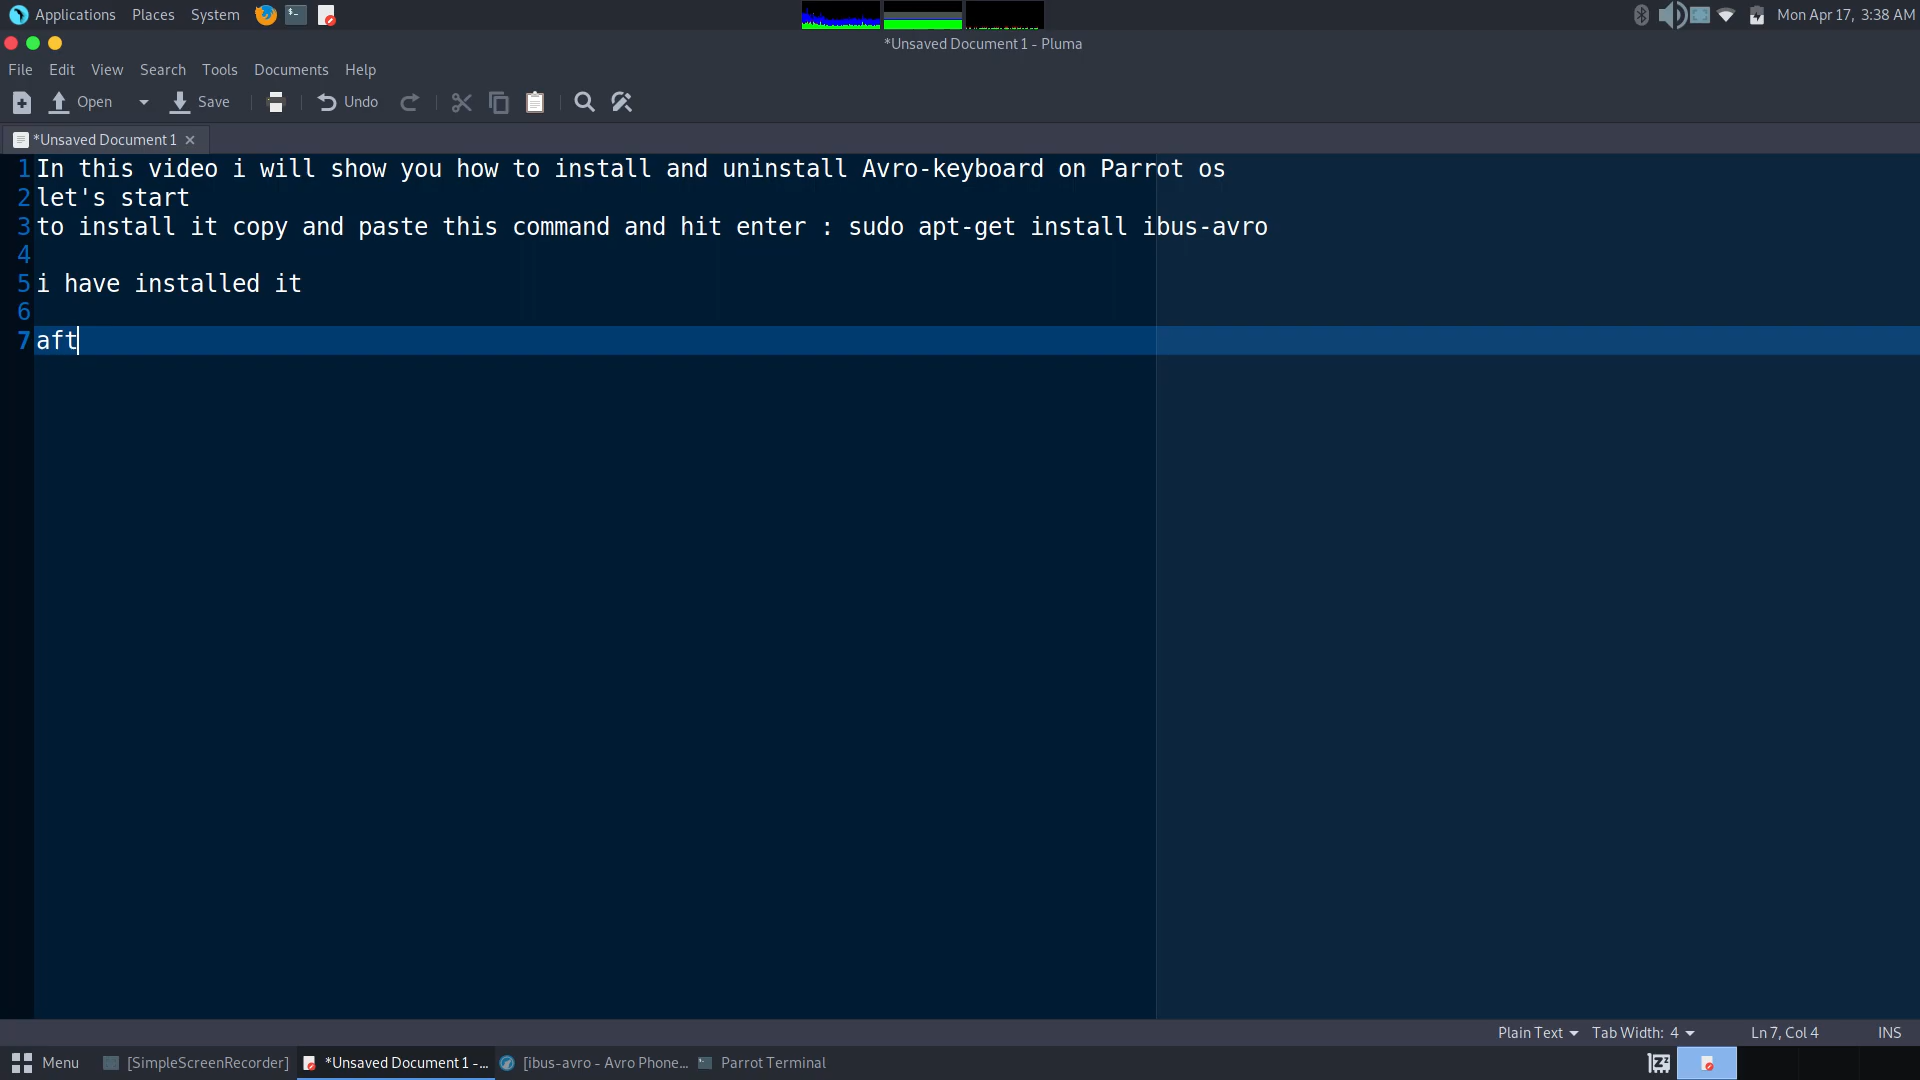 Applications Places System Mon Apr 17, 3:38 AM
*Unsaved Document 1 - Pluma
File Edit View Search Tools Documents Help
Open Save Undo
*Unsaved Document 1
1 In this video i will show you how to install and uninstall Avro-keyboard on Parrot os
2 let's start
3 to install it copy and paste this command and hit enter : sudo apt-get install ibus-avro
4
5 i have installed it
6
7 aft
Plain Text Tab Width: 4 Ln 7, Col 4 INS
Menu [SimpleScreenRecorder] *Unsaved Document 1 -... [ibus-avro - Avro Phone... Parrot Terminal